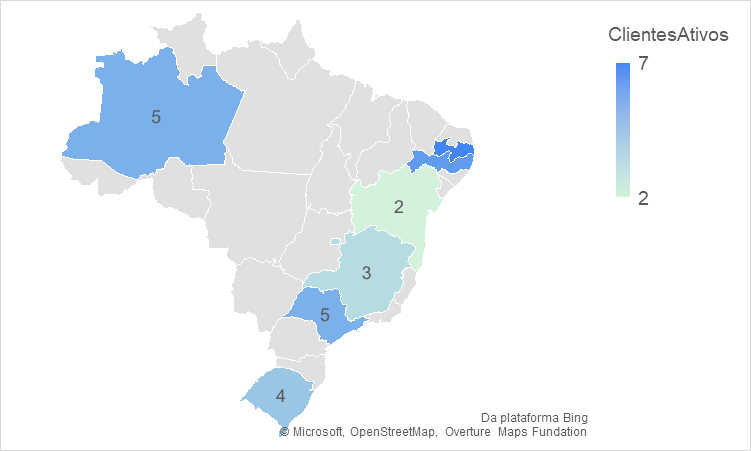 ClientesAtivos
7
2
5
2
3
5
4
Da plataforma Bing
© Microsoft, OpenStreetMap, Overture Maps Fundation